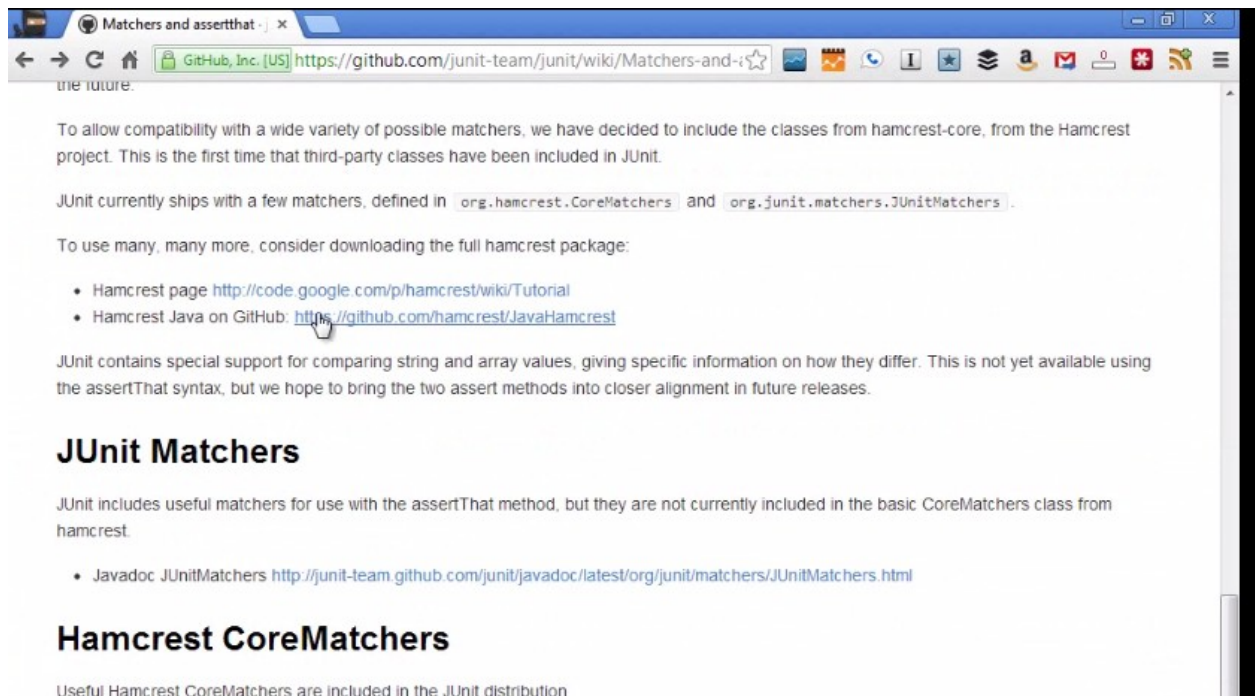 Matchers and assertthat · j
GitHub, Inc. [US] https://github.com/junit-team/junit/wiki/Matchers-and-a
the future.
To allow compatibility with a wide variety of possible matchers, we have decided to include the classes from hamcrest-core, from the Hamcrest
project. This is the first time that third-party classes have been included in JUnit.
JUnit currently ships with a few matchers, defined in org.hamcrest.CoreMatchers and org.junit.matchers.JUnitMatchers .
To use many, many more, consider downloading the full hamcrest package:
• Hamcrest page http://code.google.com/p/hamcrest/wiki/Tutorial
• Hamcrest Java on GitHub: https://github.com/hamcrest/JavaHamcrest
JUnit contains special support for comparing string and array values, giving specific information on how they differ. This is not yet available using
the assertThat syntax, but we hope to bring the two assert methods into closer alignment in future releases.
JUnit Matchers
JUnit includes useful matchers for use with the assertThat method, but they are not currently included in the basic CoreMatchers class from
hamcrest.
• Javadoc JUnitMatchers http://junit-team.github.com/junit/javadoc/latest/org/junit/matchers/JUnitMatchers.html
Hamcrest CoreMatchers
Useful Hamcrest CoreMatchers are included in the JUnit distribution